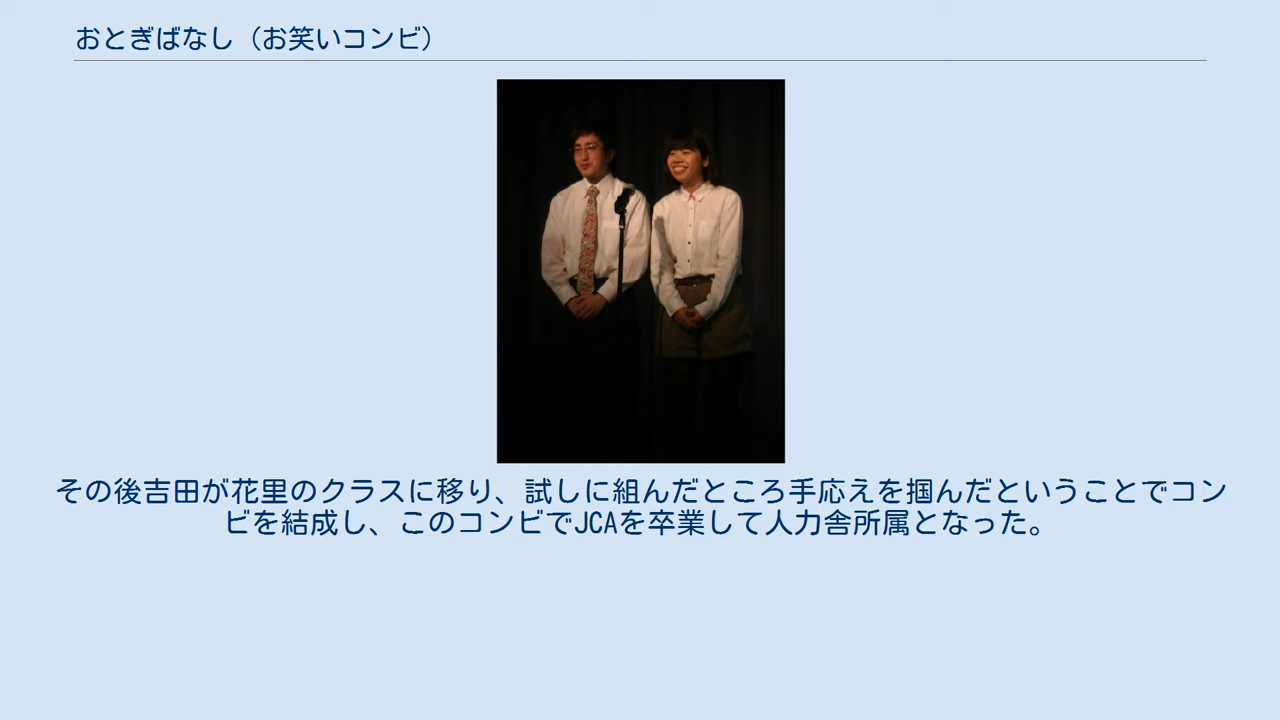 おとぎばなし（お笑いコンビ）
その後吉田が花里のクラスに移り、試しに組んだところ手応えを掴んだということでコン
ビを結成し、このコンビでJCAを卒業して人力舎所属となった。